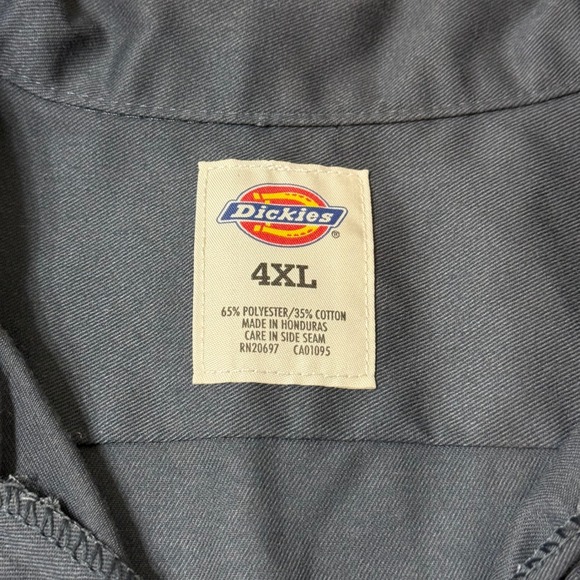 Dickies®
4XL
65% POLYESTER/35% COTTON
MADE IN HONDURAS
CARE IN SIDE SEAM
RN20697 CA01095